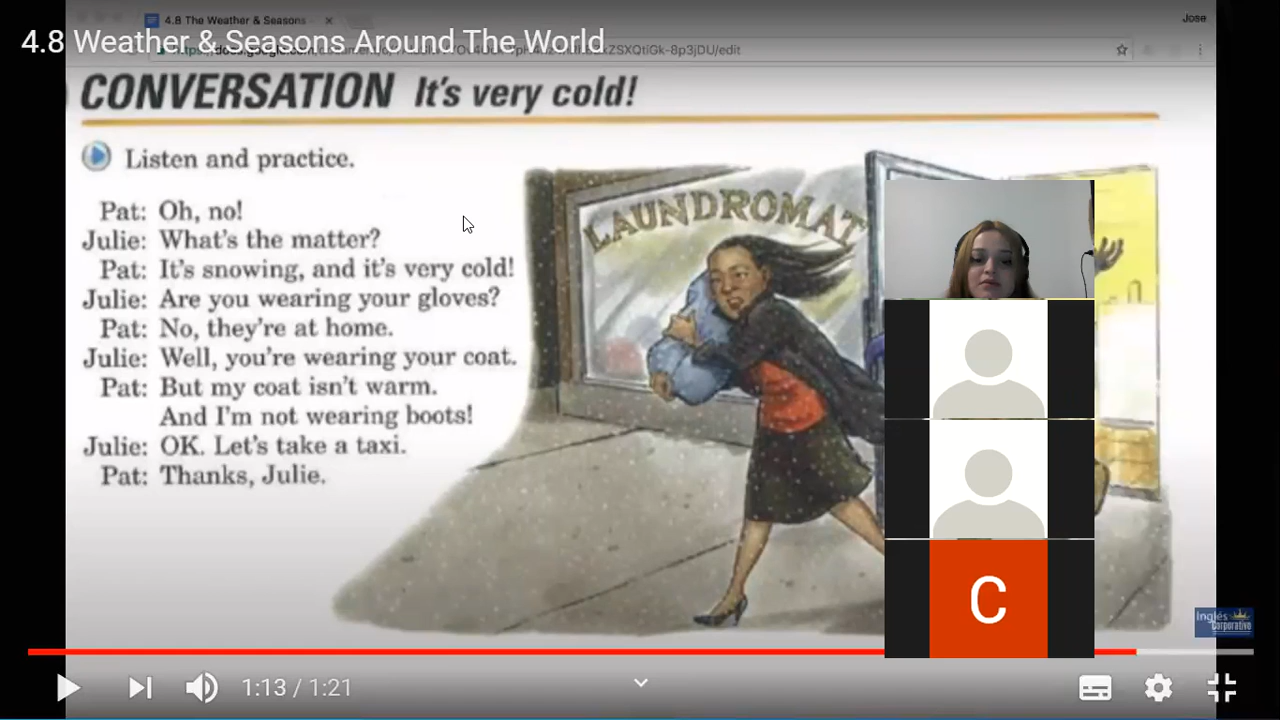 4.8 The Weather & Seasons
Jose
4.8 Weather & Seasons Around The World
CONVERSATION It's very cold!
Listen and practice.
Pat: Oh, no!
Julie: What's the matter?
Pat: It's snowing, and it's very cold!
Julie: Are you wearing your gloves?
Pat: No, they're at home.
Julie: Well, you're wearing your coat.
Pat: But my coat isn't warm.
And I'm not wearing boots!
Julie: OK. Let's take a taxi.
Pat: Thanks, Julie.
LAUNDROMAT
C
Inglés
Corporativo
1:13 / 1:21